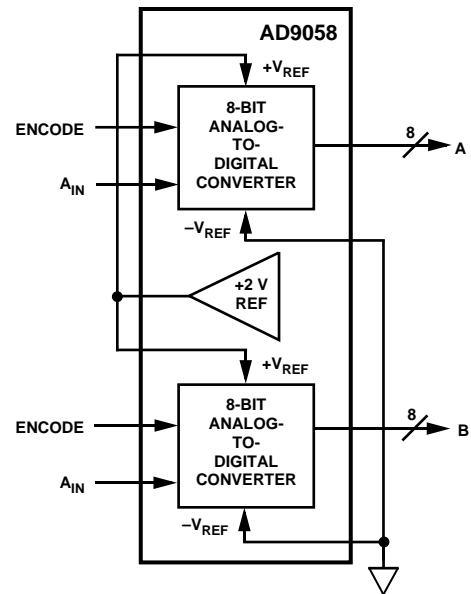 AD9058
+VREF
8-BIT
ANALOG-
TO-
DIGITAL
CONVERTER
ENCODE
AIN
8
A
–VREF
+2 V
REF
+VREF
8-BIT
ANALOG-
TO-
DIGITAL
CONVERTER
ENCODE
AIN
8
B
–VREF